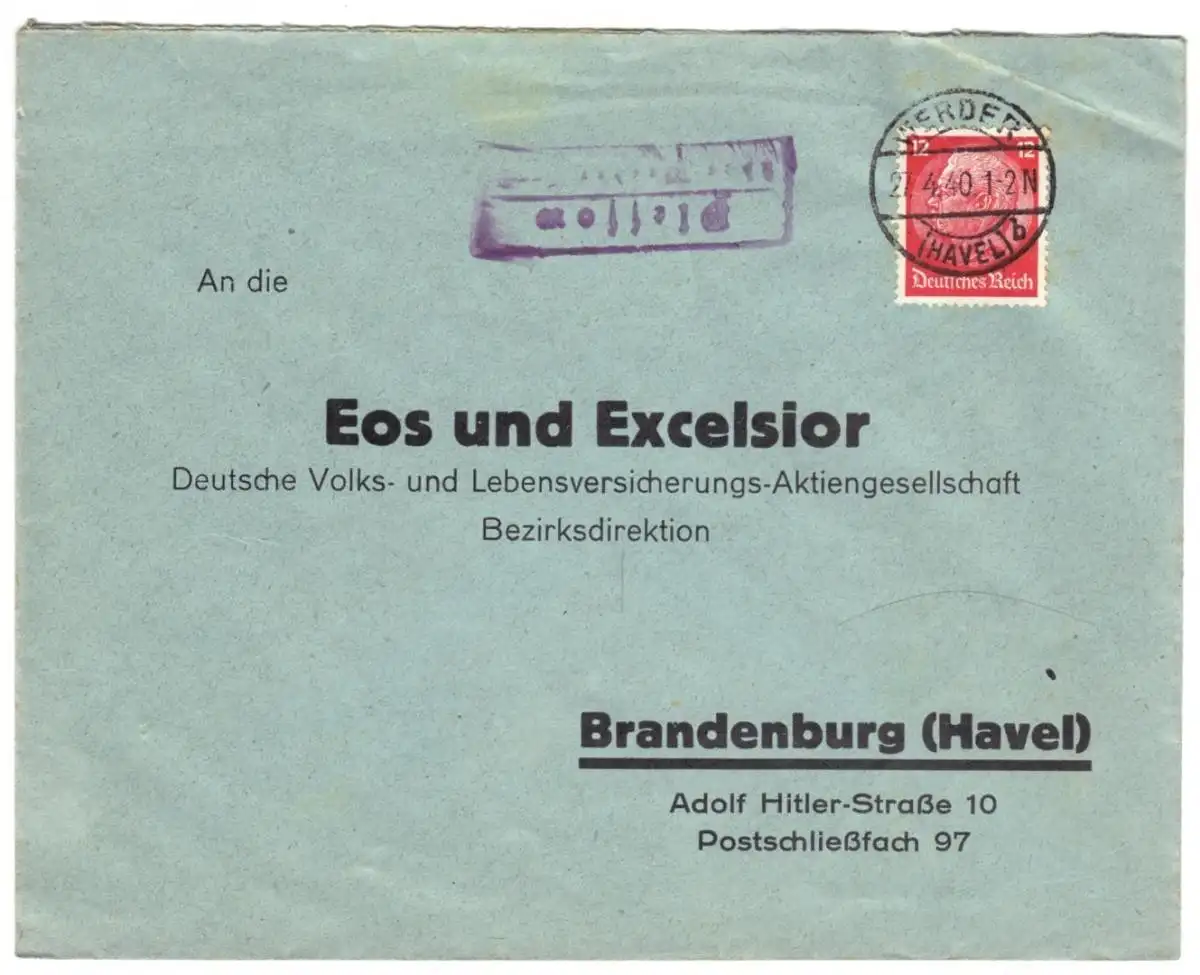 WERDER
12 12
27.4.40.1-2N
(HAVEL) b
Deutsches Reich
Pleſſow
An die
Eos und Excelsior
Deutsche Volks- und Lebensversicherungs-Aktiengesellschaft
Bezirksdirektion
Brandenburg (Havel)
Adolf Hitler-Straße 10
Postschließfach 97